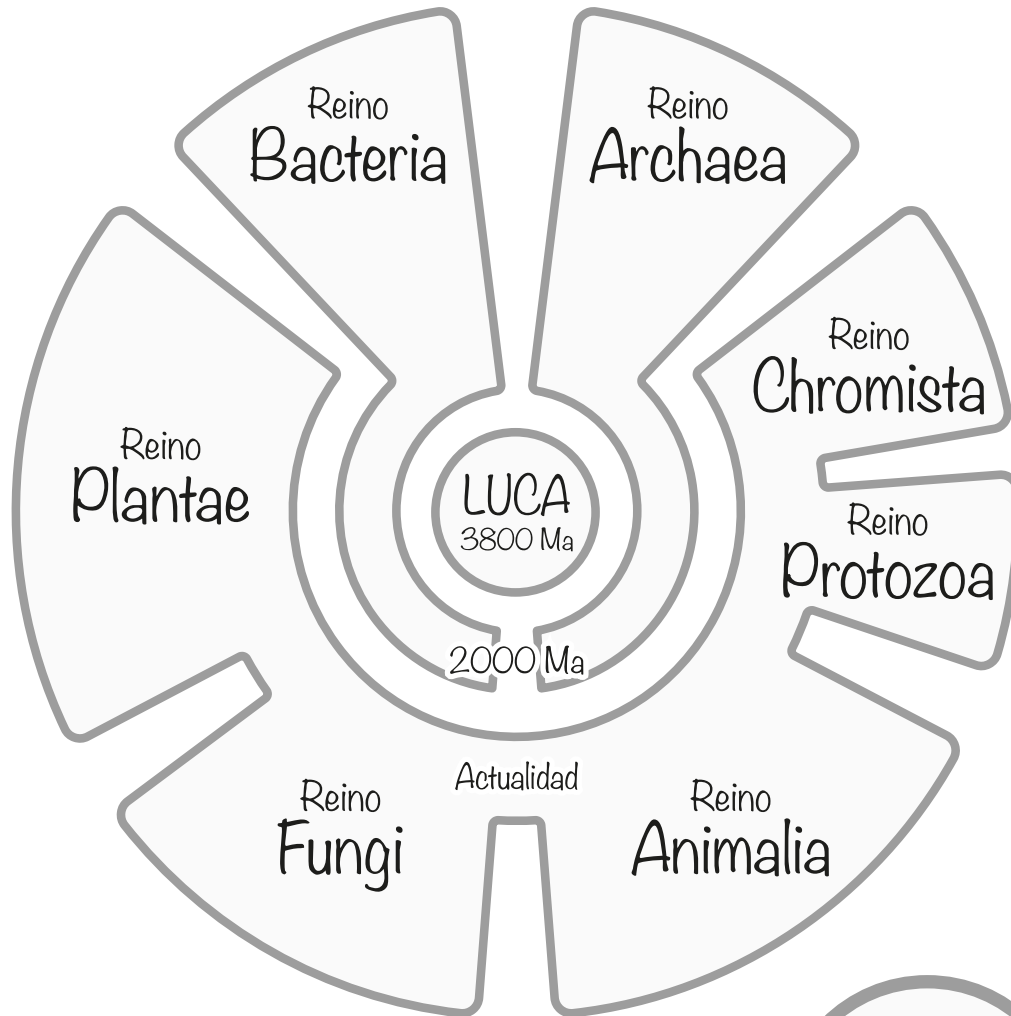 Reino
Bacteria
Reino
Archaea
Reino
Chromista
Reino
Plantae
LUCA
3800 Ma
Reino
Protozoa
2000 Ma
Actualidad
Reino
Fungi
Reino
Animalia